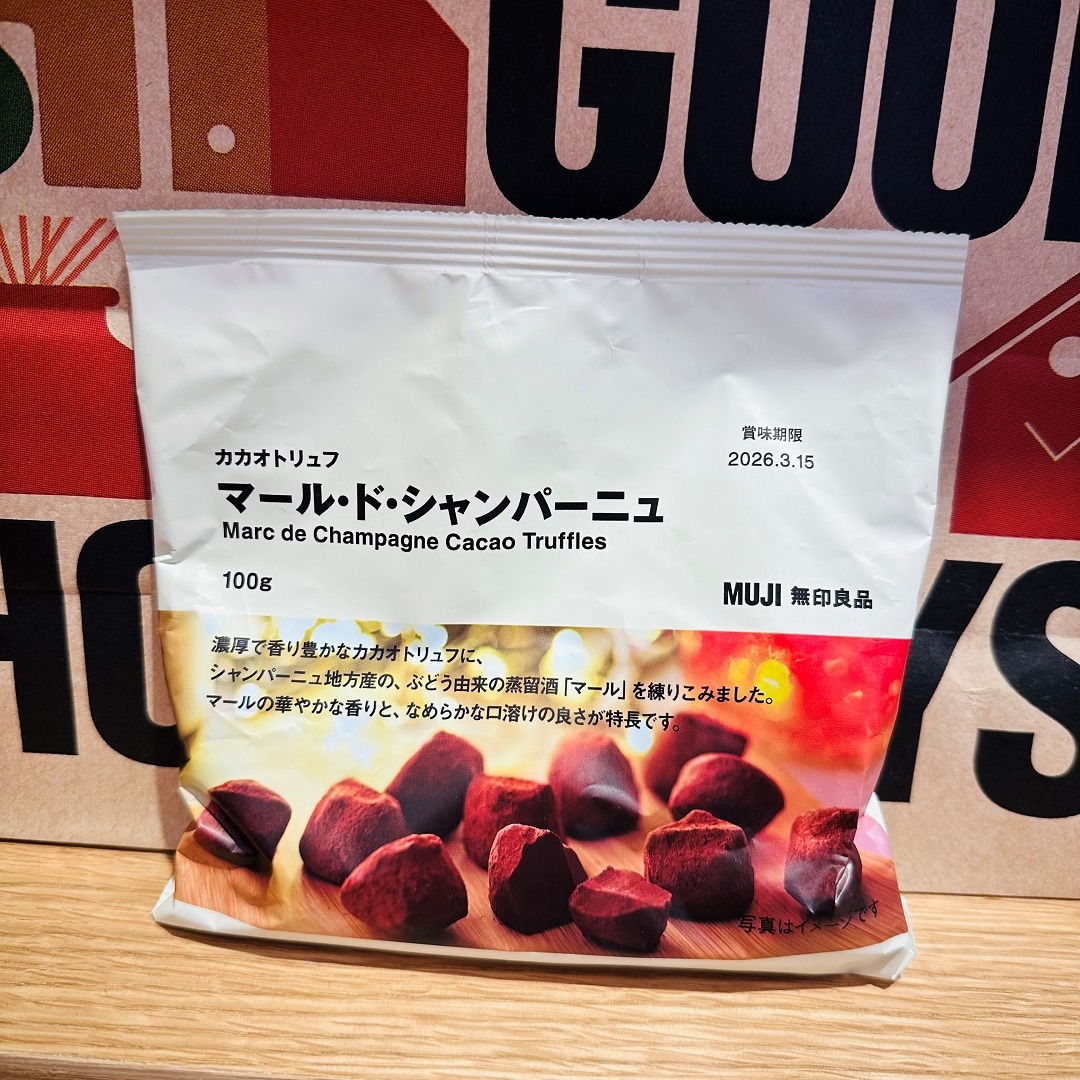 COO
HO
YS
賞味期限
2026.3.15
カカオトリュフ
マール・ド・シャンパーニュ
Marc de Champagne Cacao Truffles
100g
MUJI 無印良品
濃厚で香り豊かなカカオトリュフに、
シャンパーニュ地方産の、ぶどう由来の蒸留酒「マール」を練りこみました。
マールの華やかな香りと、なめらかな口溶けの良さが特長です。
写真はイメージです